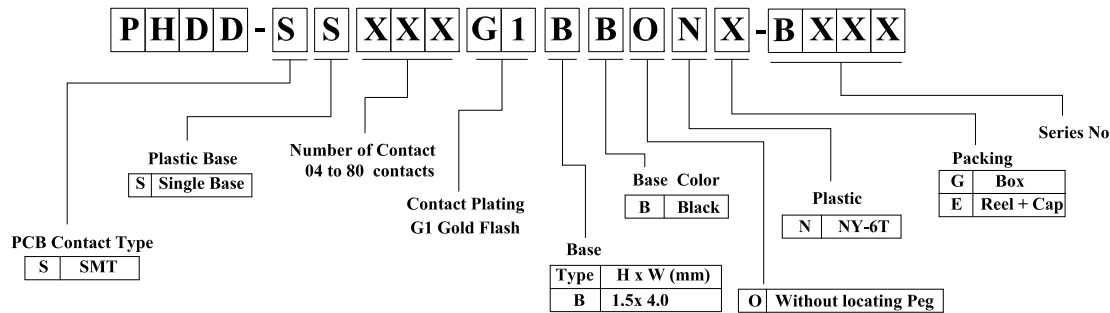 PHDD-SSXXXG1BBONX-BXXX
Series No
Number of Contact
04 to 80 contacts
Plastic Base
S Single Base
Packing
G Box
E Reel + Cap
Base Color
B Black
Plastic
N NY-6T
Contact Plating
G1 Gold Flash
PCB Contact Type
S SMT
Base
Type H x W (mm)
B 1.5x 4.0
O Without locating Peg